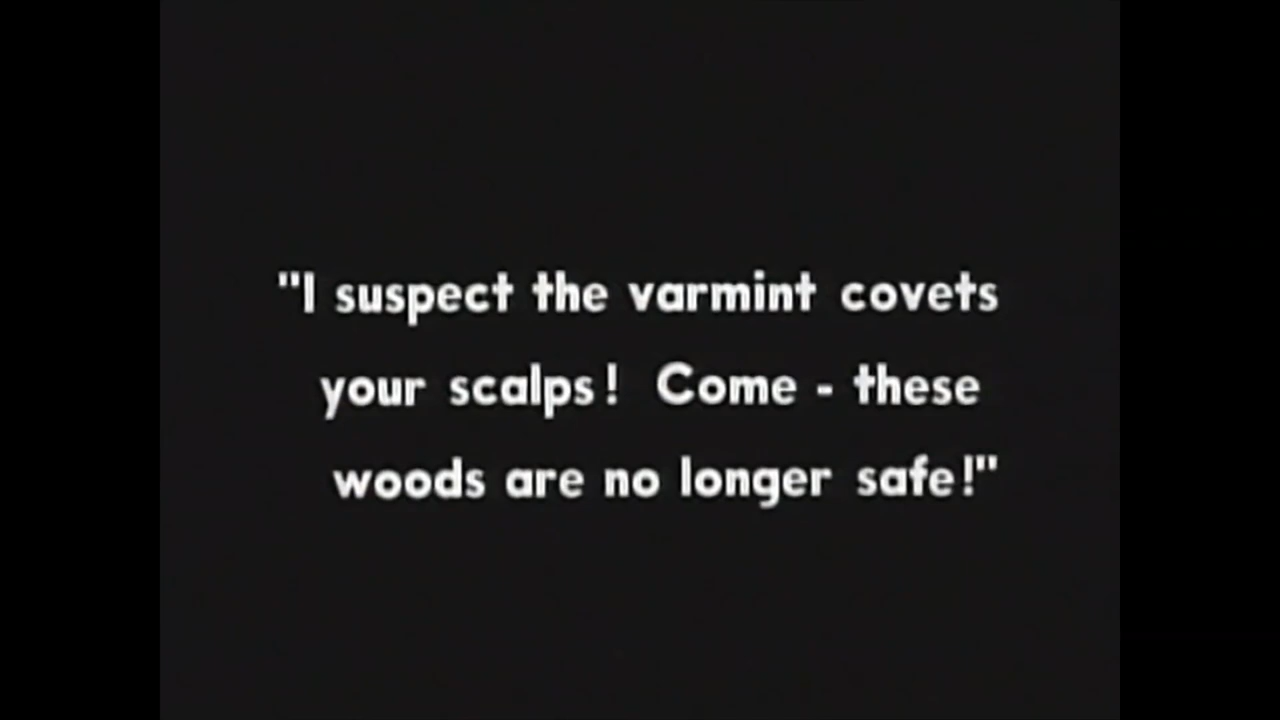 "I suspect the varmint covets
your scalps! Come - these
woods are no longer safe!"